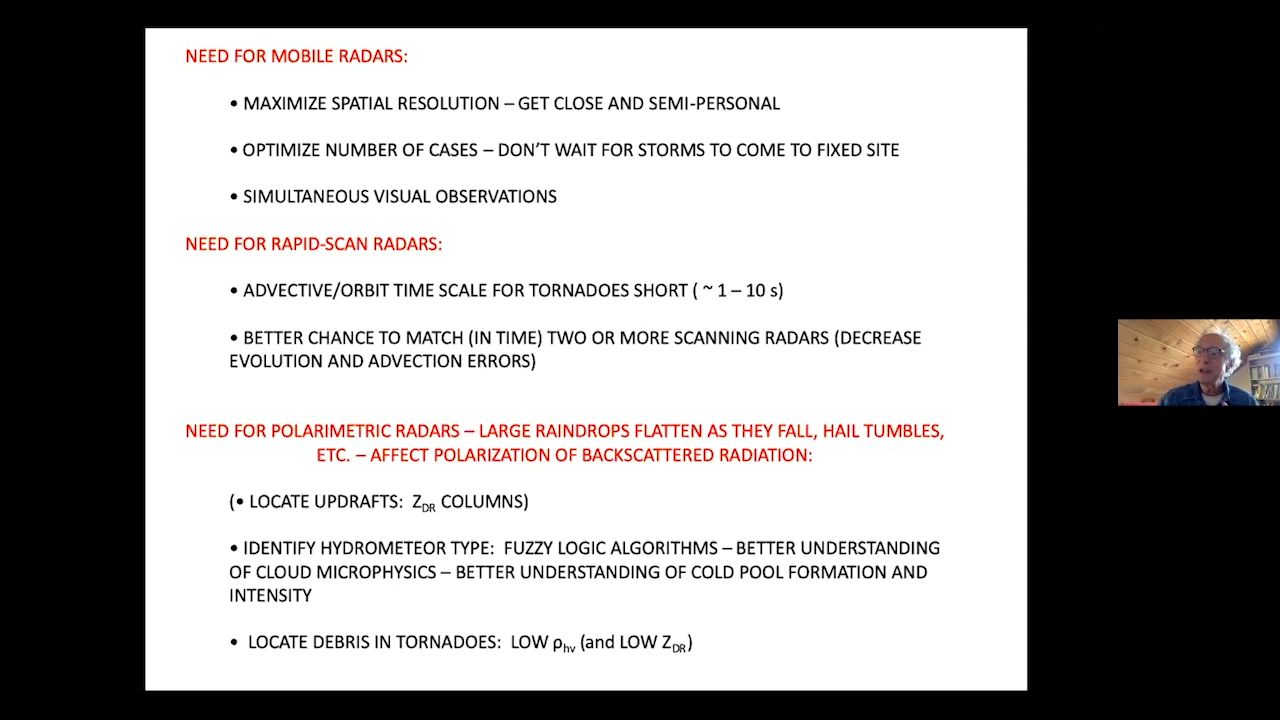 NEED FOR MOBILE RADARS:
• MAXIMIZE SPATIAL RESOLUTION – GET CLOSE AND SEMI-PERSONAL
• OPTIMIZE NUMBER OF CASES – DON'T WAIT FOR STORMS TO COME TO FIXED SITE
• SIMULTANEOUS VISUAL OBSERVATIONS
NEED FOR RAPID-SCAN RADARS:
• ADVECTIVE/ORBIT TIME SCALE FOR TORNADOES SHORT ( ~ 1 – 10 s)
• BETTER CHANCE TO MATCH (IN TIME) TWO OR MORE SCANNING RADARS (DECREASE
EVOLUTION AND ADVECTION ERRORS)
NEED FOR POLARIMETRIC RADARS – LARGE RAINDROPS FLATTEN AS THEY FALL, HAIL TUMBLES,
ETC. – AFFECT POLARIZATION OF BACKSCATTERED RADIATION:
(• LOCATE UPDRAFTS: Z_DR COLUMNS)
• IDENTIFY HYDROMETEOR TYPE: FUZZY LOGIC ALGORITHMS – BETTER UNDERSTANDING
OF CLOUD MICROPHYSICS – BETTER UNDERSTANDING OF COLD POOL FORMATION AND
INTENSITY
• LOCATE DEBRIS IN TORNADOES: LOW ρ_hv (and LOW Z_DR)